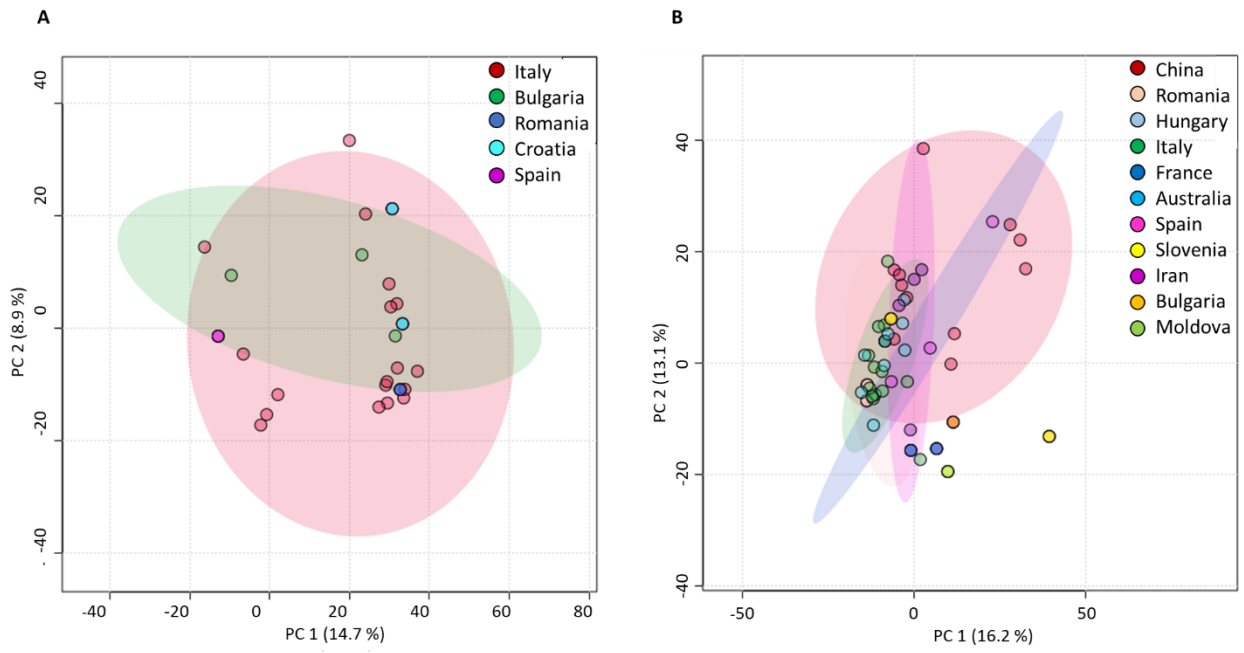 A
Italy
Bulgaria
Romania
Croatia
Spain
40
20
0
-20
-40
PC 2 (8.9 %)
-40
-20
0
20
40
60
80
PC 1 (14.7 %)
B
China
Romania
Hungary
Italy
France
Australia
Spain
Slovenia
Iran
Bulgaria
Moldova
40
20
0
-20
-40
PC 2 (13.1 %)
-50
0
50
PC 1 (16.2 %)